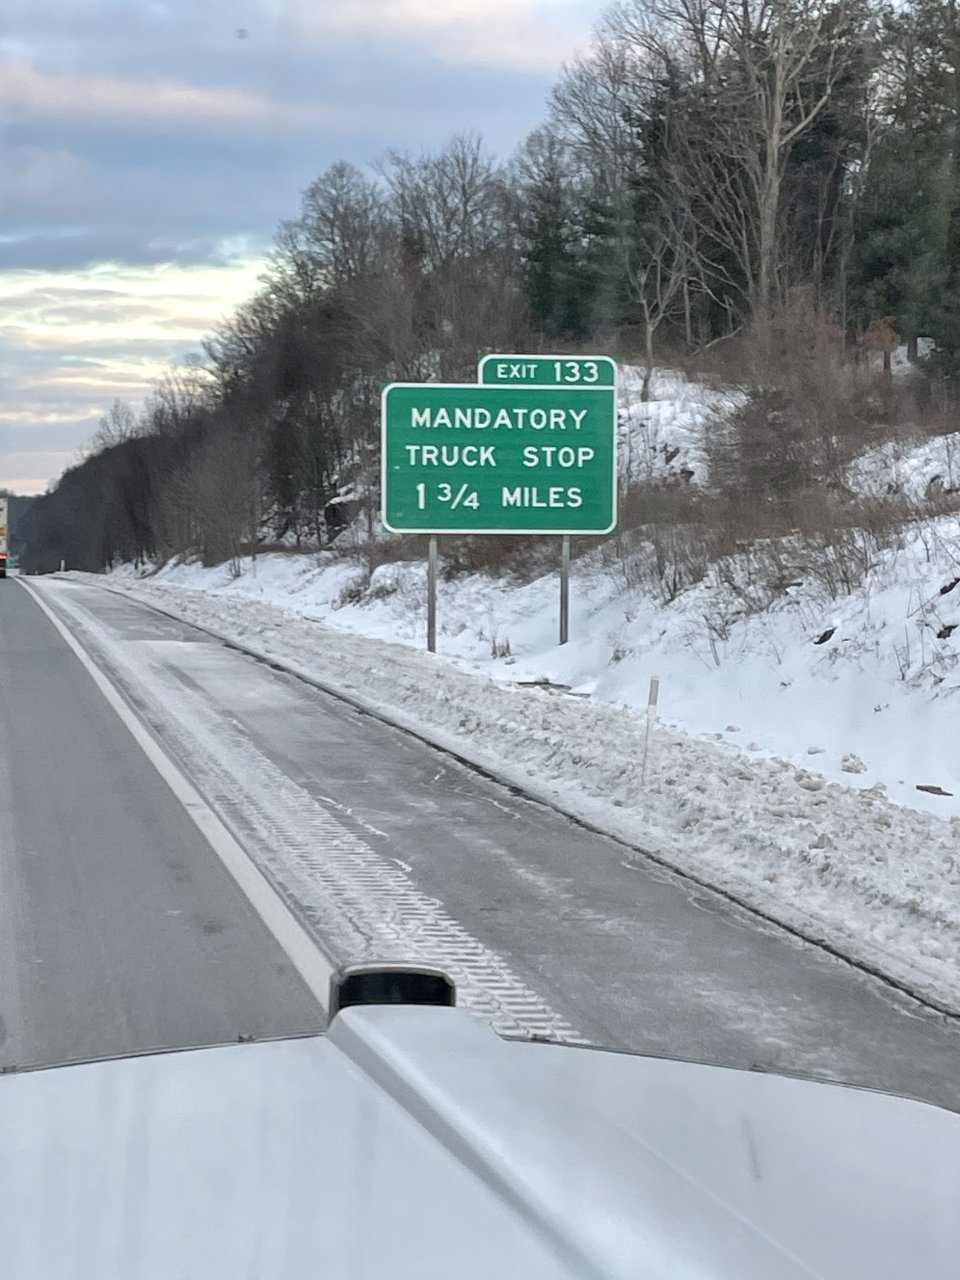 EXIT 133
MANDATORY
TRUCK STOP
1 3/4 MILES